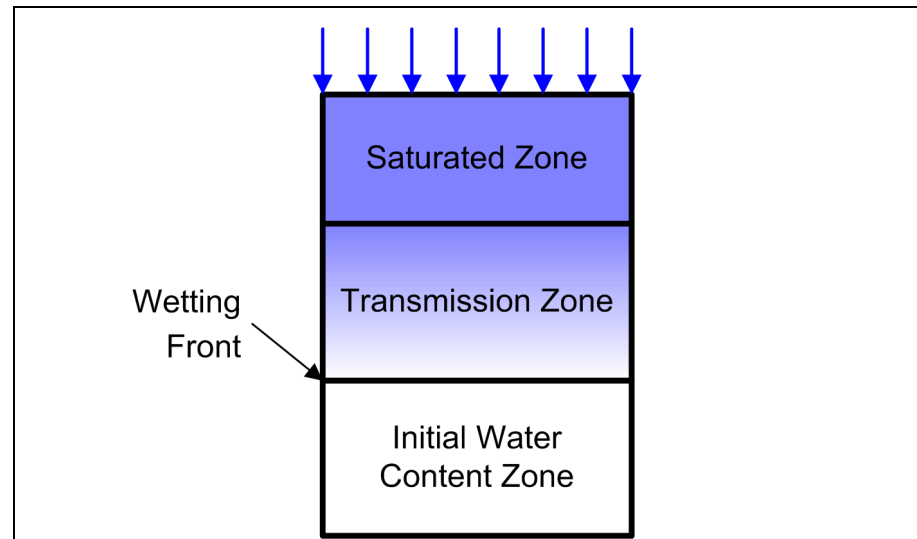 Saturated Zone
Transmission Zone
Wetting
Front
Initial Water
Content Zone